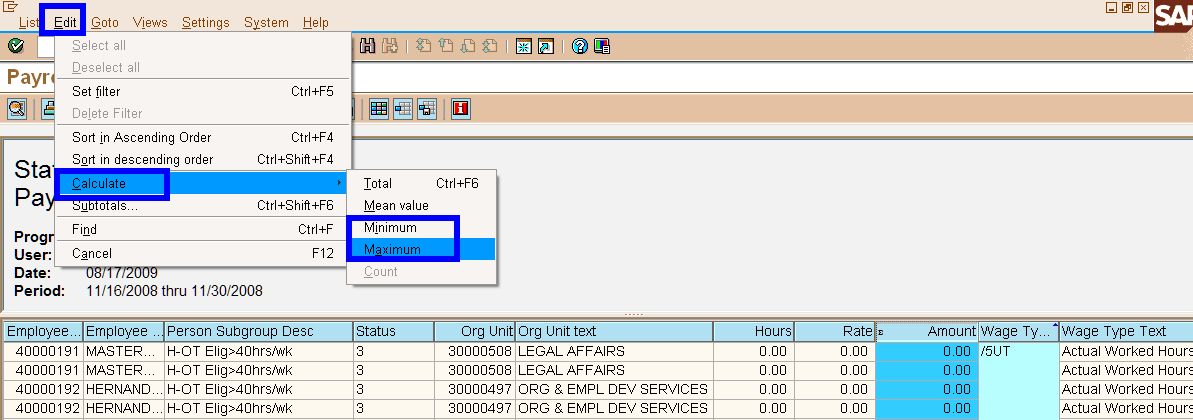 List Edit Goto Views Settings System Help
SAP
Select all
Deselect all
Payro
Set filter Ctrl+F5
Delete Filter
Sort in Ascending Order Ctrl+F4
Sort in descending order Ctrl+Shift+F4
Stat
Calculate
Total Ctrl+F6
Pay
Subtotals... Ctrl+Shift+F6
Mean value
Find Ctrl+F
Minimum
Progr
User:
Cancel F12
Maximum
Date: 08/17/2009
Count
Period: 11/16/2008 thru 11/30/2008
Employee... Employee ... Person Subgroup Desc Status Org Unit Org Unit text Hours Rate Σ Amount Wage Ty... Wage Type Text
40000191 MASTER... H-OT Elig>40hrs/wk 3 30000508 LEGAL AFFAIRS 0.00 0.00 0.00 /5UT Actual Worked Hours
40000191 MASTER... H-OT Elig>40hrs/wk 3 30000508 LEGAL AFFAIRS 0.00 0.00 0.00 Actual Worked Hours
40000192 HERNAND... H-OT Elig>40hrs/wk 3 30000497 ORG & EMPL DEV SERVICES 0.00 0.00 0.00 Actual Worked Hours
40000192 HERNAND... H-OT Elig>40hrs/wk 3 30000497 ORG & EMPL DEV SERVICES 0.00 0.00 0.00 Actual Worked Hours